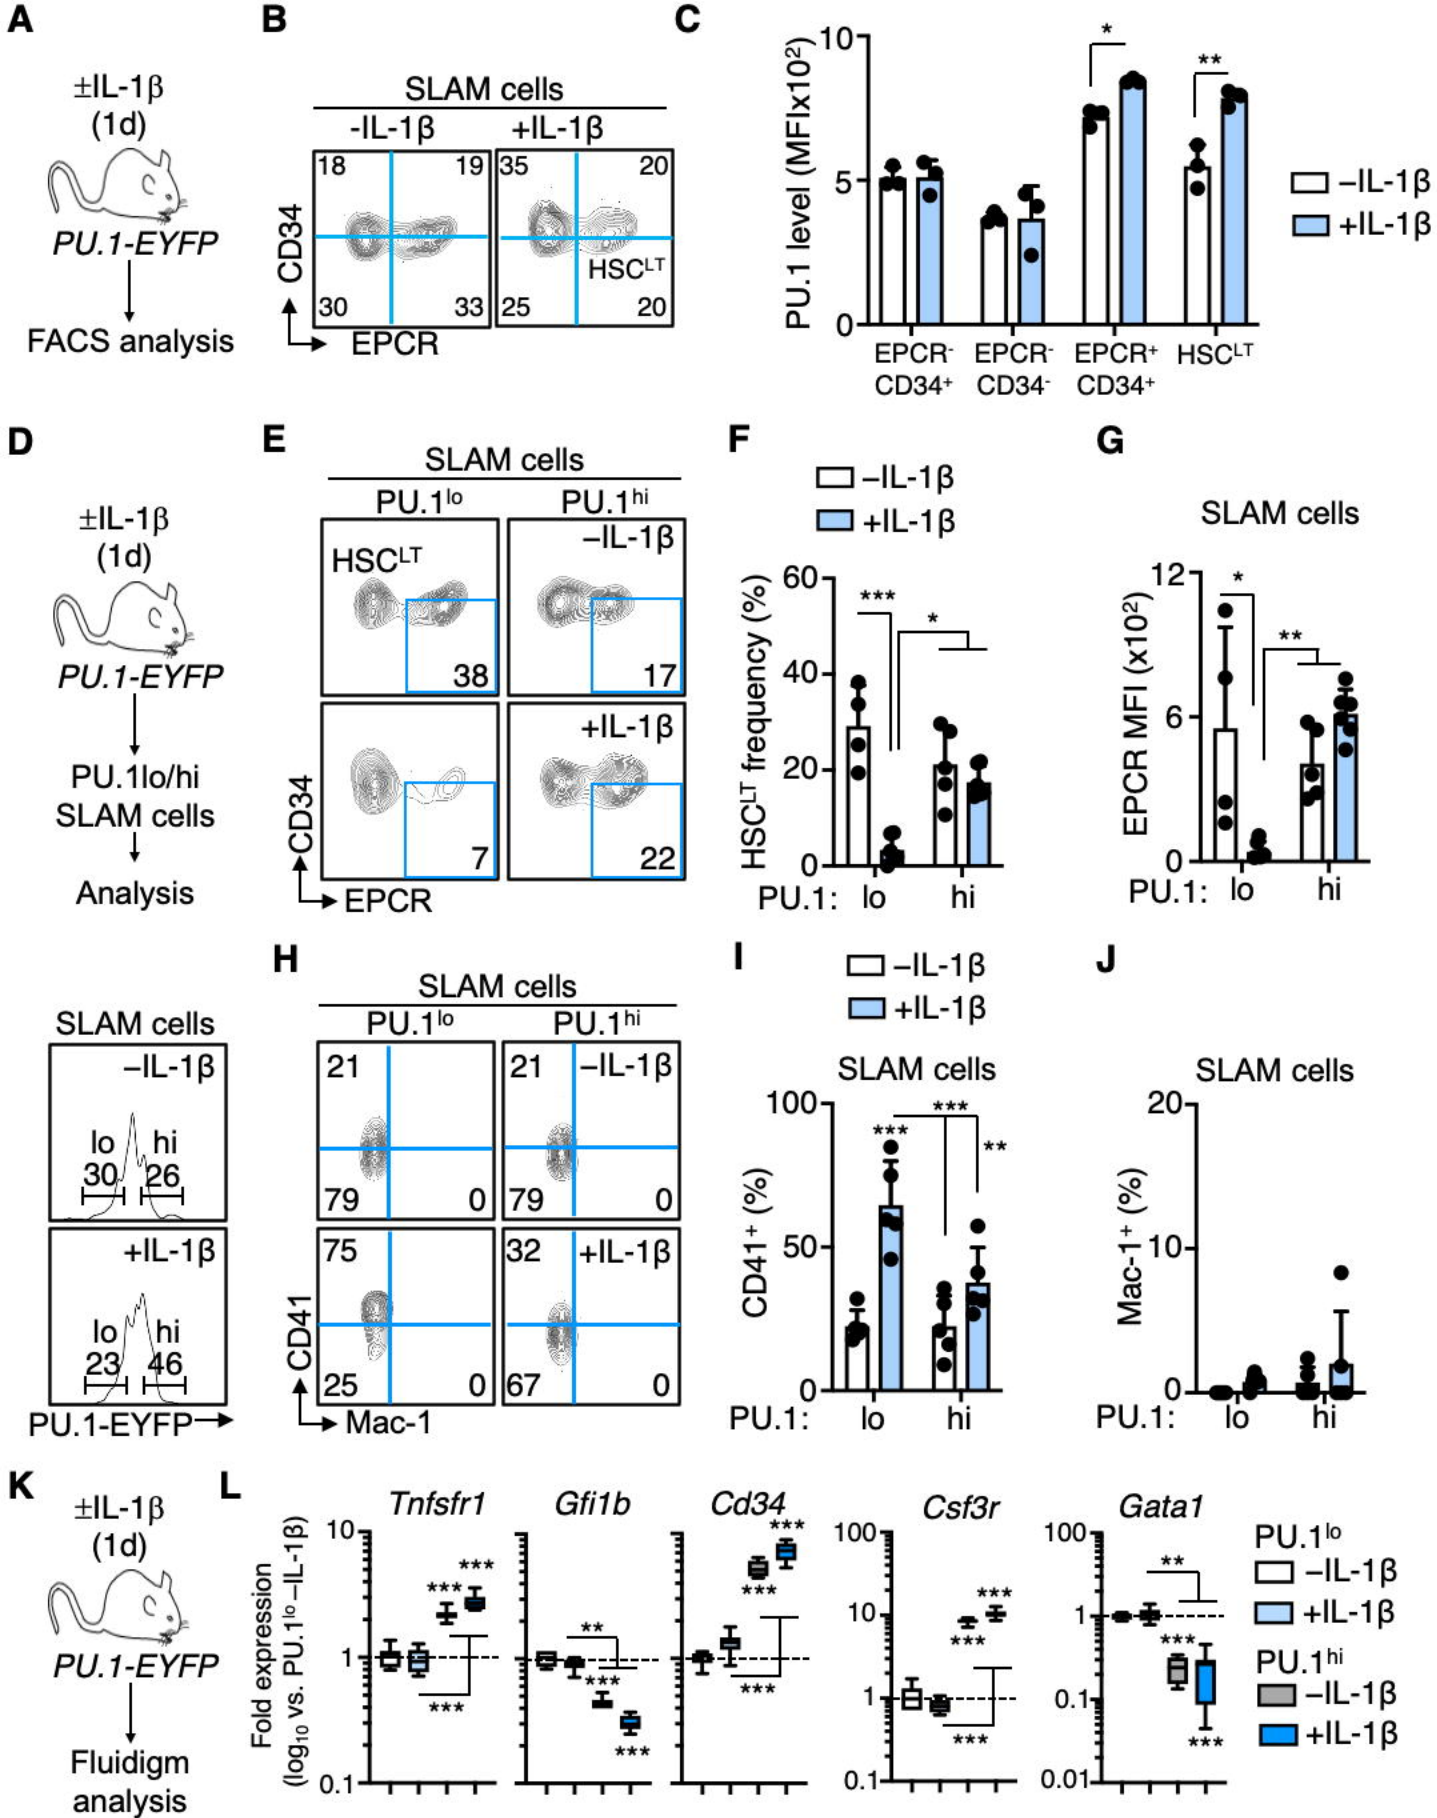 A
±IL-1β
(1d)
PU.1-EYFP
FACS analysis
B
SLAM cells
-IL-1β
+IL-1β
18
19
30
33
35
20
25
20
HSCLT
CD34
EPCR
C
PU.1 level (MFIx10²)
10
5
0
*
**
EPCR- CD34+
EPCR- CD34-
EPCR+ CD34+
HSCLT
–IL-1β
+IL-1β
D
±IL-1β
(1d)
PU.1-EYFP
PU.1lo/hi
SLAM cells
Analysis
SLAM cells
–IL-1β
lo
30
hi
26
+IL-1β
lo
23
hi
46
PU.1-EYFP
E
SLAM cells
PU.1lo
PU.1hi
HSCLT
–IL-1β
38
17
+IL-1β
7
22
CD34
EPCR
F
–IL-1β
+IL-1β
HSCLT frequency (%)
60
40
20
0
***
*
PU.1:
lo
hi
G
SLAM cells
EPCR MFI (x10²)
12
6
0
*
**
PU.1:
lo
hi
H
SLAM cells
PU.1lo
PU.1hi
21
79
0
21
–IL-1β
79
0
75
25
0
32
+IL-1β
67
0
CD41
Mac-1
I
–IL-1β
+IL-1β
SLAM cells
CD41+ (%)
100
50
0
***
***
**
PU.1:
lo
hi
J
SLAM cells
Mac-1+ (%)
20
10
0
PU.1:
lo
hi
K
±IL-1β
(1d)
PU.1-EYFP
Fluidigm
analysis
L
Fold expression
(log10 vs. PU.1lo–IL-1β)
Tnfsfr1
10
1
0.1
***
***
***
Gfi1b
**
***
***
Cd34
***
***
***
Csf3r
100
10
1
0.1
***
***
***
Gata1
100
1
0.1
0.01
**
***
***
PU.1lo
–IL-1β
+IL-1β
PU.1hi
–IL-1β
+IL-1β